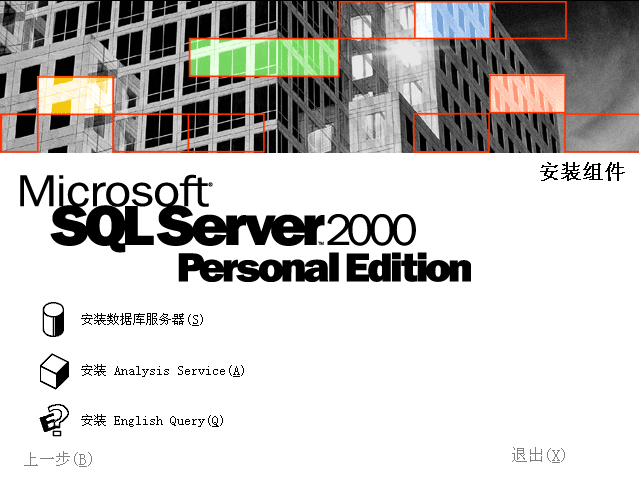 安装组件
Microsoft®
SQL Server™ 2000
Personal Edition
安装数据库服务器(S)
安装 Analysis Service(A)
安装 English Query(Q)
上一步(B)
退出(X)